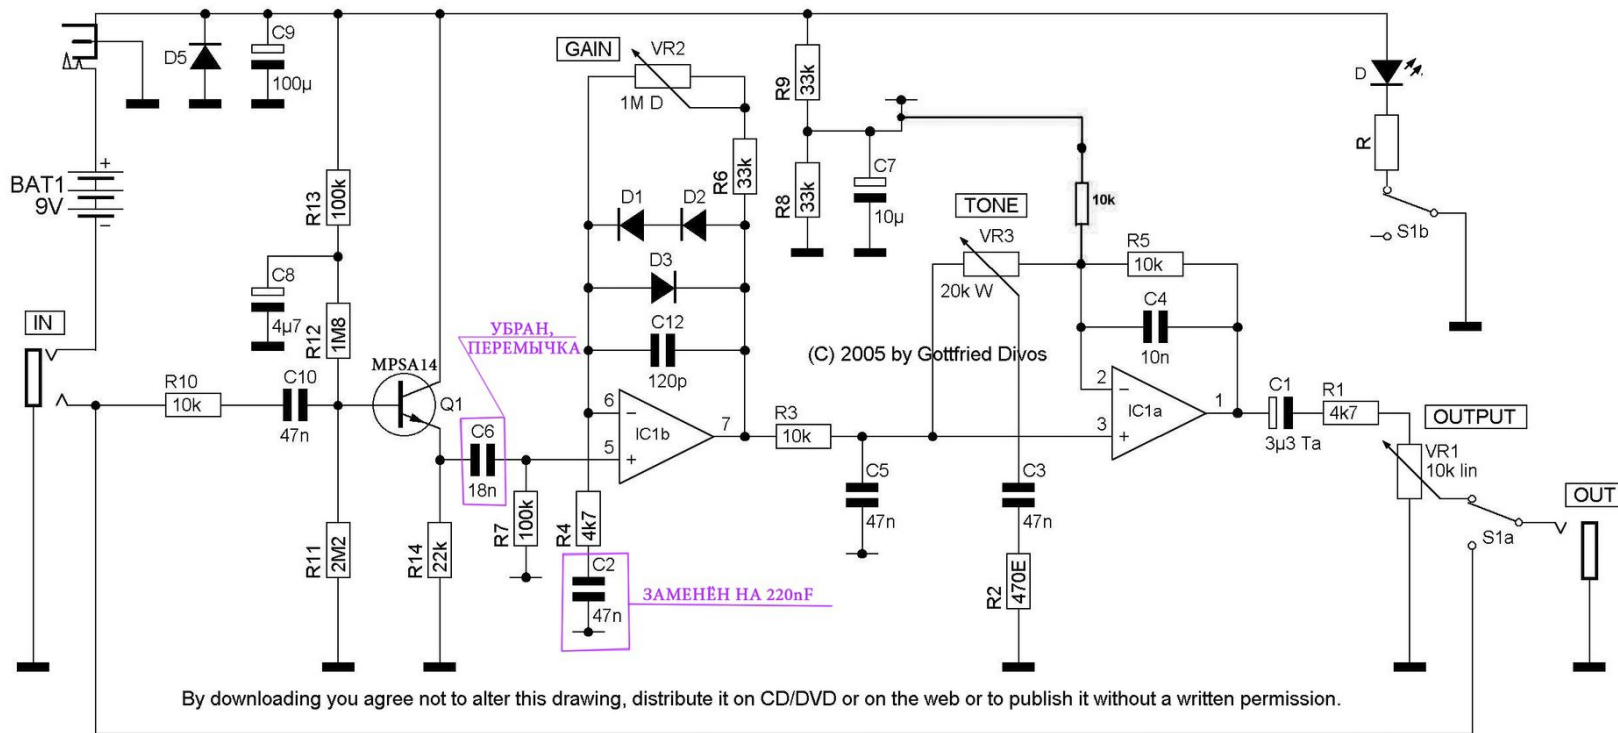 D5
C9
100µ
GAIN
VR2
1M D
R9
33k
D
R
S1b
BAT1
9V
+
−
R13
100k
R6
33k
R8
33k
C7
10µ
10k
D1
D2
TONE
VR3
20k W
R5
10k
C8
4µ7
R12
1M8
D3
C4
10n
IN
УБРАН,
ПЕРЕМЫЧКА
C12
120p
(C) 2005 by Gottfried Divos
MPSA14
R10
10k
C10
47n
Q1
C6
18n
6
−
5
+
IC1b
7
R3
10k
2
−
3
+
IC1a
1
C1
3µ3 Ta
R1
4k7
OUTPUT
VR1
10k lin
OUT
S1a
R11
2M2
R14
22k
R7
100k
R4
4k7
C5
47n
C3
47n
C2
47n
ЗАМЕНЁН НА 220nF
R2
470E
By downloading you agree not to alter this drawing, distribute it on CD/DVD or on the web or to publish it without a written permission.